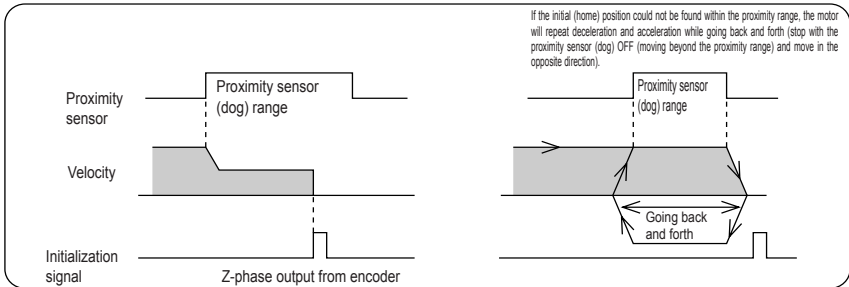 If the initial (home) position could not be found within the proximity range, the motor
will repeat deceleration and acceleration while going back and forth (stop with the
proximity sensor (dog) OFF (moving beyond the proximity range) and move in the
opposite direction).
Proximity
sensor
Proximity sensor
(dog) range
Proximity sensor
(dog) range
Velocity
Going back
and forth
Initialization
signal
Z-phase output from encoder